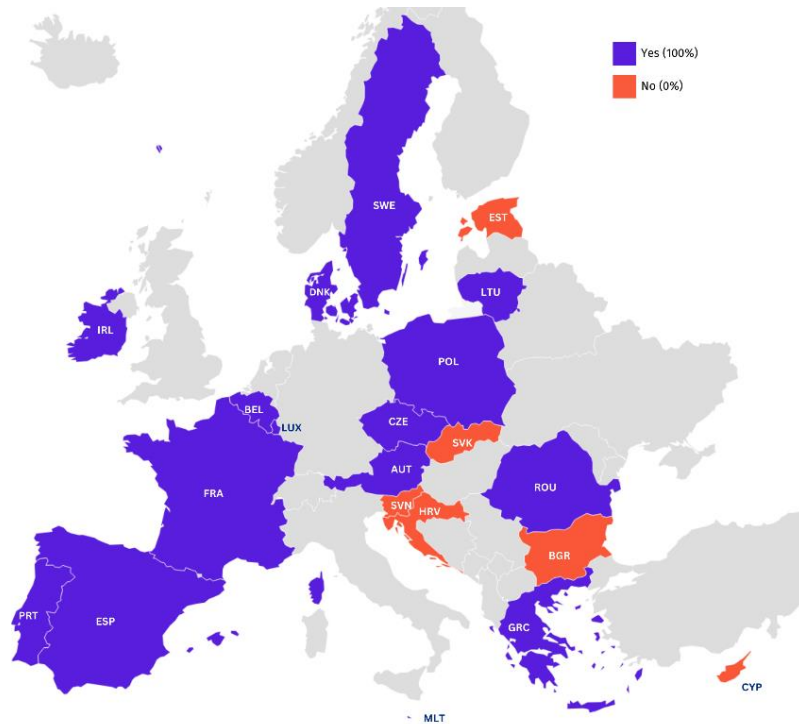 Yes (100%)
No (0%)
SWE
EST
DNK
LTU
IRL
POL
BEL
CZE
LUX
SVK
AUT
FRA
ROU
SVN
HRV
BGR
PRT
ESP
GRC
CYP
MLT